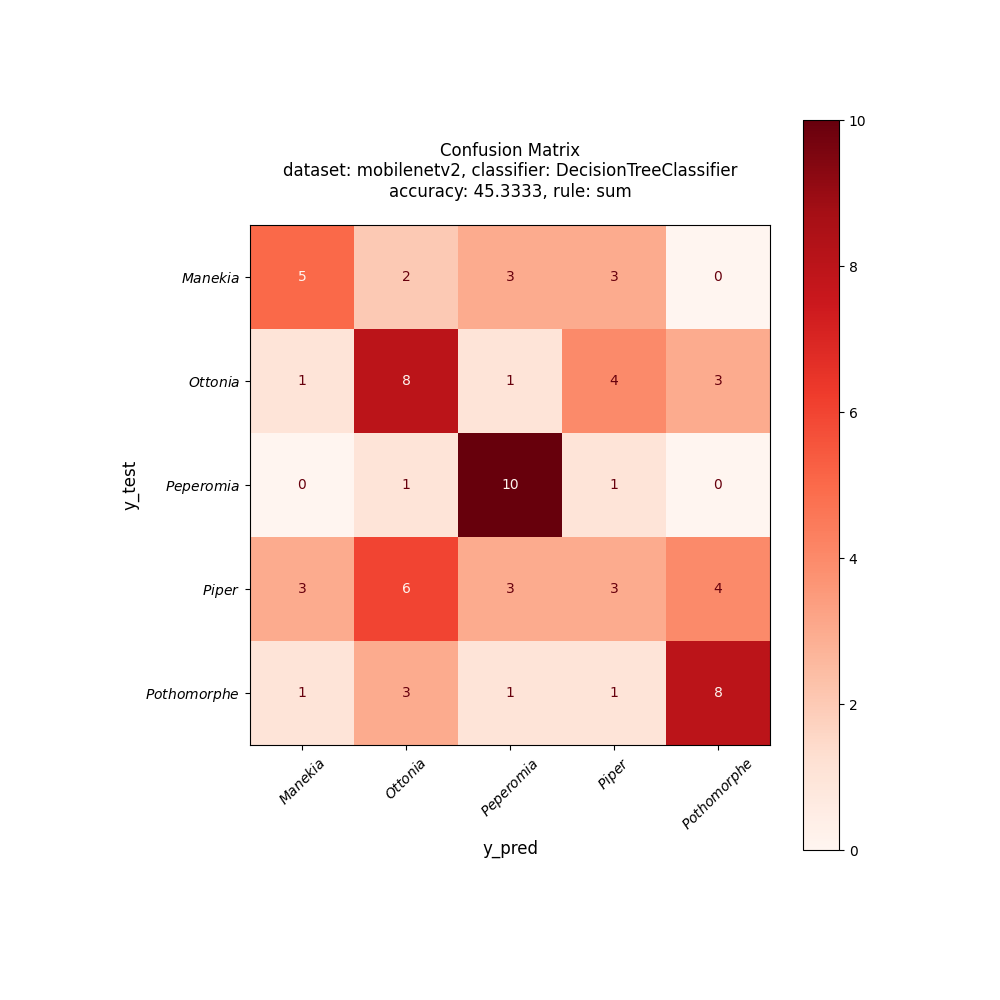 Confusion Matrix
dataset: mobilenetv2, classifier: DecisionTreeClassifier
accuracy: 45.3333, rule: sum
10
8
6
4
2
0
y_test
Manekia 5 2 3 3 0
Ottonia 1 8 1 4 3
Peperomia 0 1 10 1 0
Piper 3 6 3 3 4
Pothomorphe 1 3 1 1 8
Manekia Ottonia Peperomia Piper Pothomorphe
y_pred